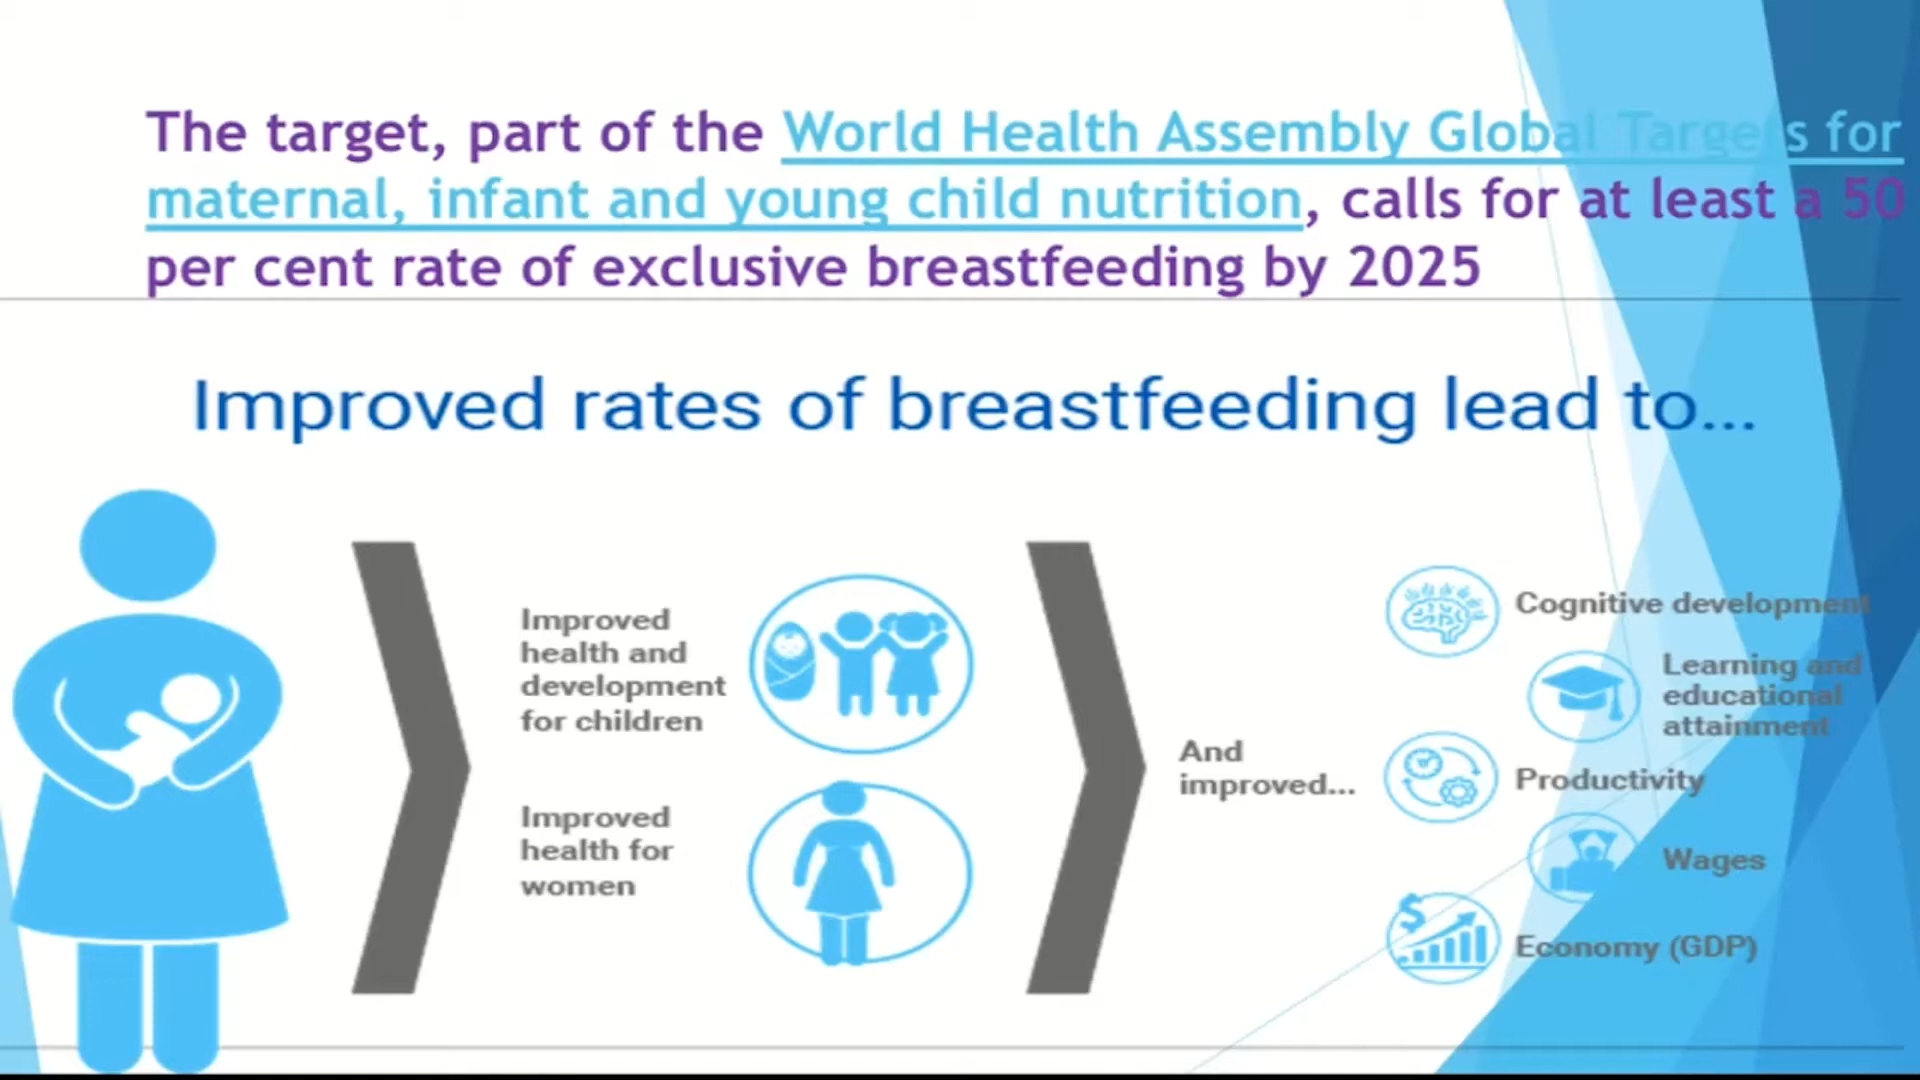 The target, part of the World Health Assembly Global Targets for
maternal, infant and young child nutrition, calls for at least a 50
per cent rate of exclusive breastfeeding by 2025
Improved rates of breastfeeding lead to...
Improved
health and
development
for children
Improved
health for
women
And
improved...
Cognitive development
Learning and
educational
attainment
Productivity
Wages
Economy (GDP)
$